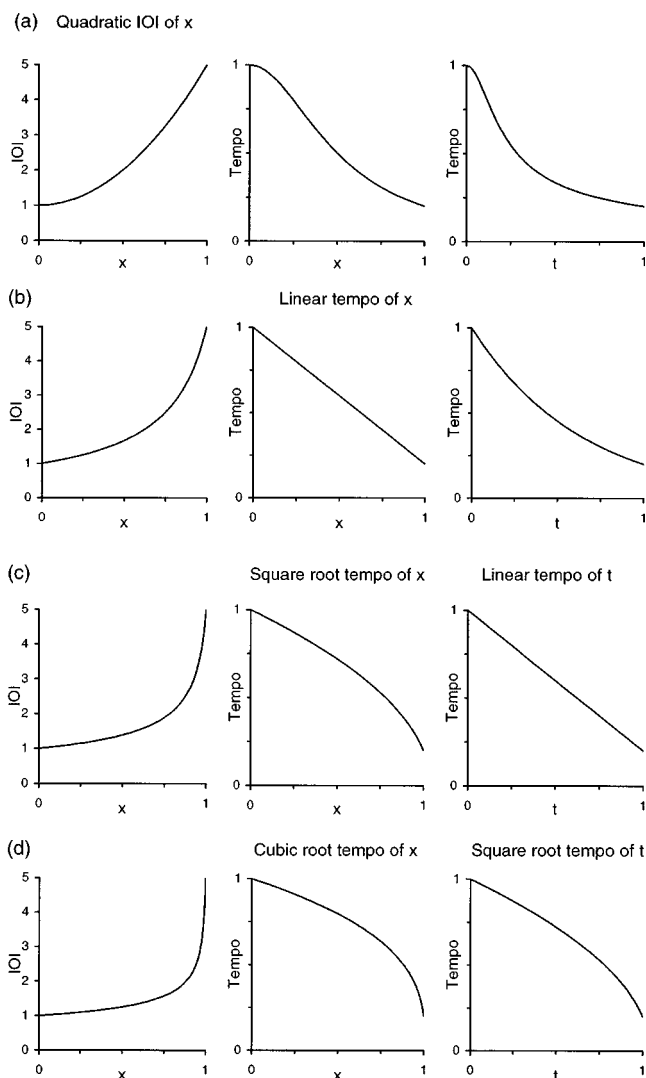 (a) Quadratic IOI of x
5 4 3 2 1 0 IOI 0 x 1
1 0 Tempo 0 x 1
1 0 Tempo 0 t 1
(b) Linear tempo of x
5 4 3 2 1 0 IOI 0 x 1
1 0 Tempo 0 x 1
1 0 Tempo 0 t 1
(c) Square root tempo of x Linear tempo of t
5 4 3 2 1 0 IOI 0 x 1
1 0 Tempo 0 x 1
1 0 Tempo 0 t 1
(d) Cubic root tempo of x Square root tempo of t
5 4 3 2 1 0 IOI 0 x 1
1 0 Tempo 0 x 1
1 0 Tempo 0 t 1